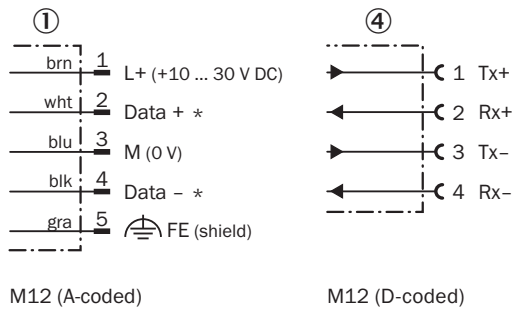 ① ④
brn 1 L+ (+10 ... 30 V DC)
wht 2 Data + *
blu 3 M (0 V)
blk 4 Data – *
gra 5 FE (shield)
M12 (A-coded)
1 Tx+
2 Rx+
3 Tx–
4 Rx–
M12 (D-coded)